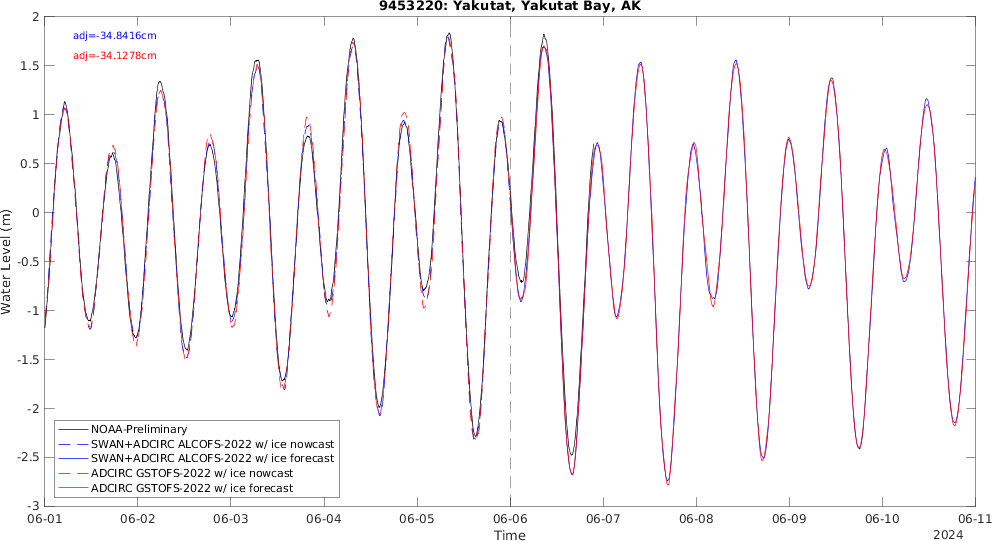 9453220: Yakutat, Yakutat Bay, AK
adj=-34.8416cm
adj=-34.1278cm
Water Level (m)
2
1.5
1
0.5
0
-0.5
-1
-1.5
-2
-2.5
-3
NOAA-Preliminary
SWAN+ADCIRC ALCOFS-2022 w/ ice nowcast
SWAN+ADCIRC ALCOFS-2022 w/ ice forecast
ADCIRC GSTOFS-2022 w/ ice nowcast
ADCIRC GSTOFS-2022 w/ ice forecast
06-01 06-02 06-03 06-04 06-05 06-06 06-07 06-08 06-09 06-10 06-11
Time
2024